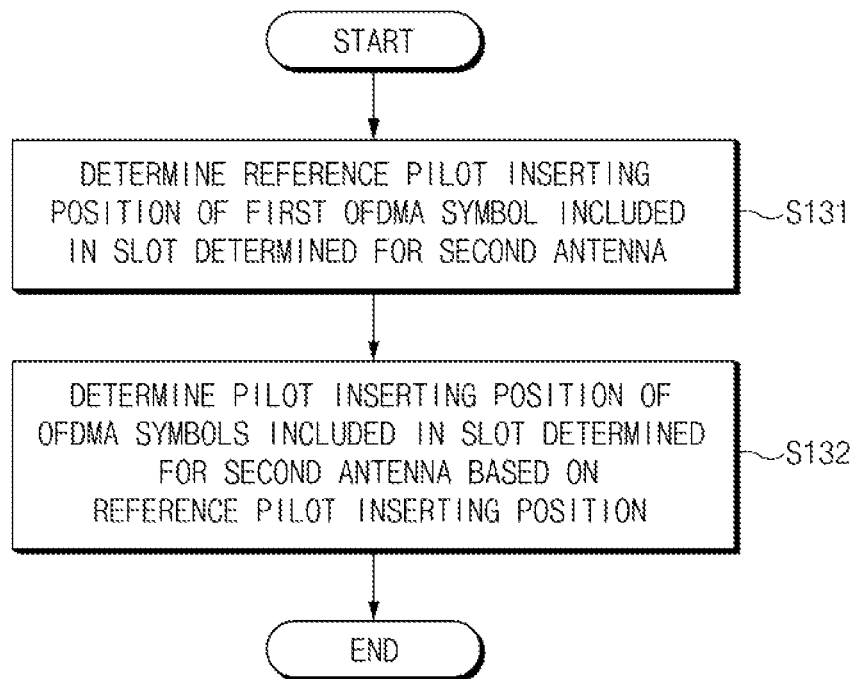 START
DETERMINE REFERENCE PILOT INSERTING
POSITION OF FIRST OFDMA SYMBOL INCLUDED
IN SLOT DETERMINED FOR SECOND ANTENNA
S131
DETERMINE PILOT INSERTING POSITION OF
OFDMA SYMBOLS INCLUDED IN SLOT DETERMINED
FOR SECOND ANTENNA BASED ON
REFERENCE PILOT INSERTING POSITION
S132
END